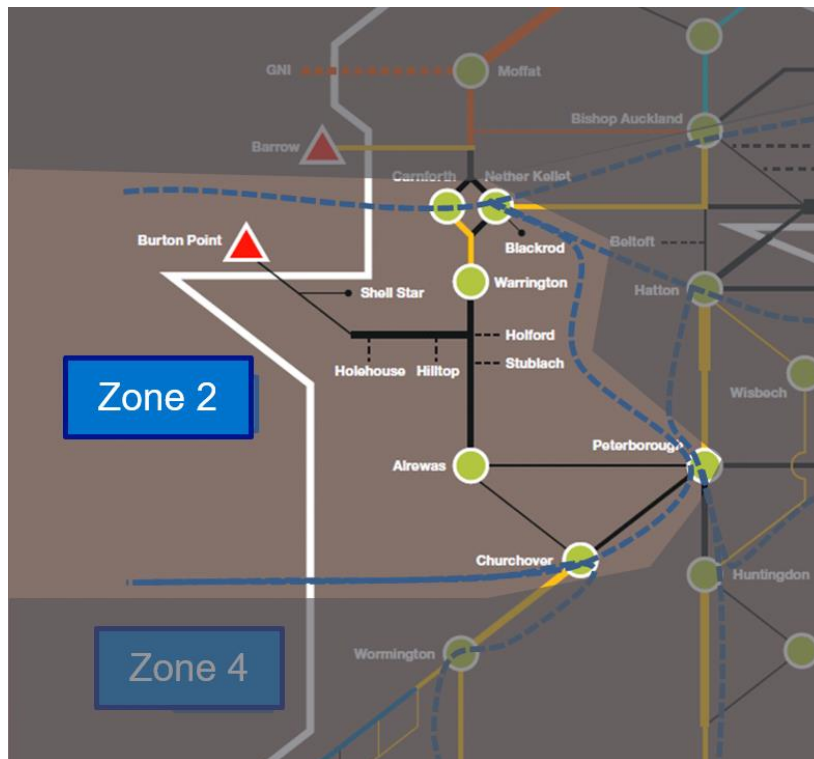 GNI
Moffat
Bishop Auckland
Barrow
Carnforth
Nether Kellet
Burton Point
Blackrod
Beltoft
Shell Star
Warrington
Hatton
Holford
Holehouse
Hilltop
Stublach
Zone 2
Wisbech
Peterborough
Alrewas
Churchover
Huntingdon
Zone 4
Wormington